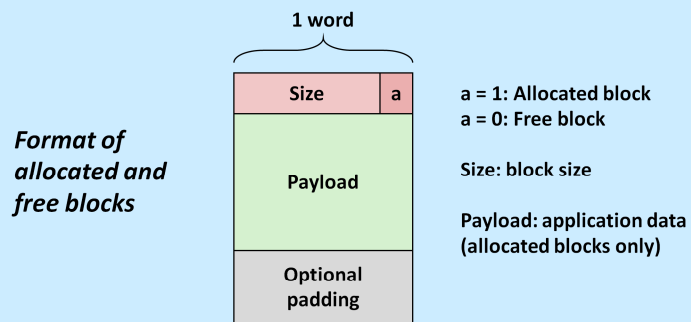 1 word
Size
a
Format of
allocated and
free blocks
Payload
Optional
padding
a = 1: Allocated block
a = 0: Free block
Size: block size
Payload: application data
(allocated blocks only)